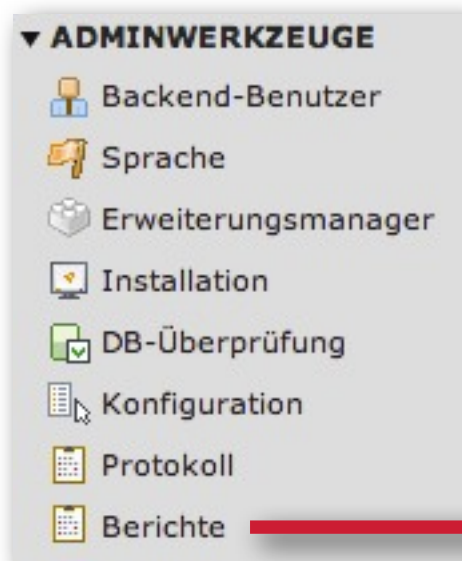 ADMINWERKZEUGE
Backend-Benutzer
Sprache
Erweiterungsmanager
Installation
DB-Überprüfung
Konfiguration
Protokoll
Berichte